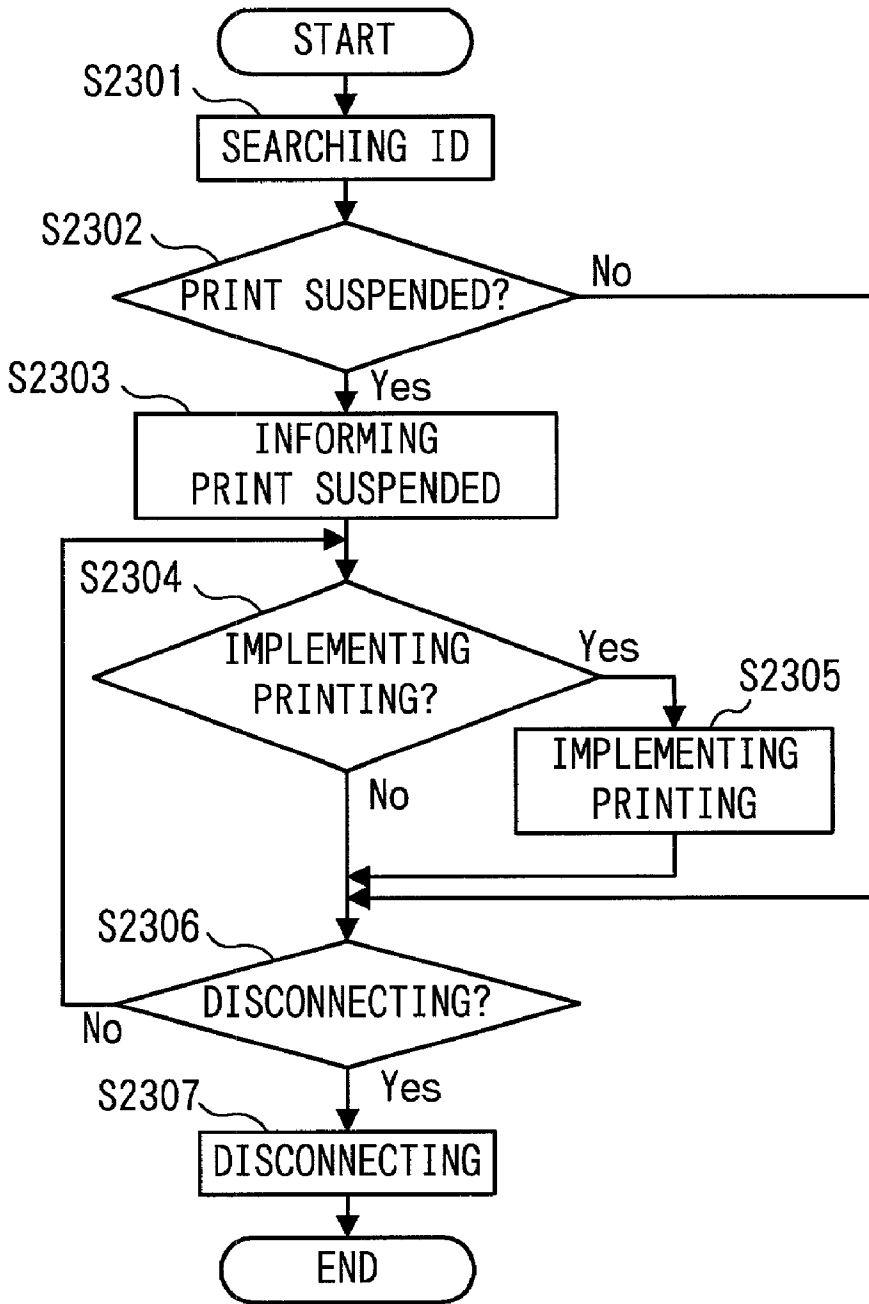 START
S2301
SEARCHING ID
S2302
PRINT SUSPENDED?
No
Yes
S2303
INFORMING
PRINT SUSPENDED
S2304
IMPLEMENTING
PRINTING?
Yes
S2305
IMPLEMENTING
PRINTING
No
S2306
DISCONNECTING?
No
Yes
S2307
DISCONNECTING
END